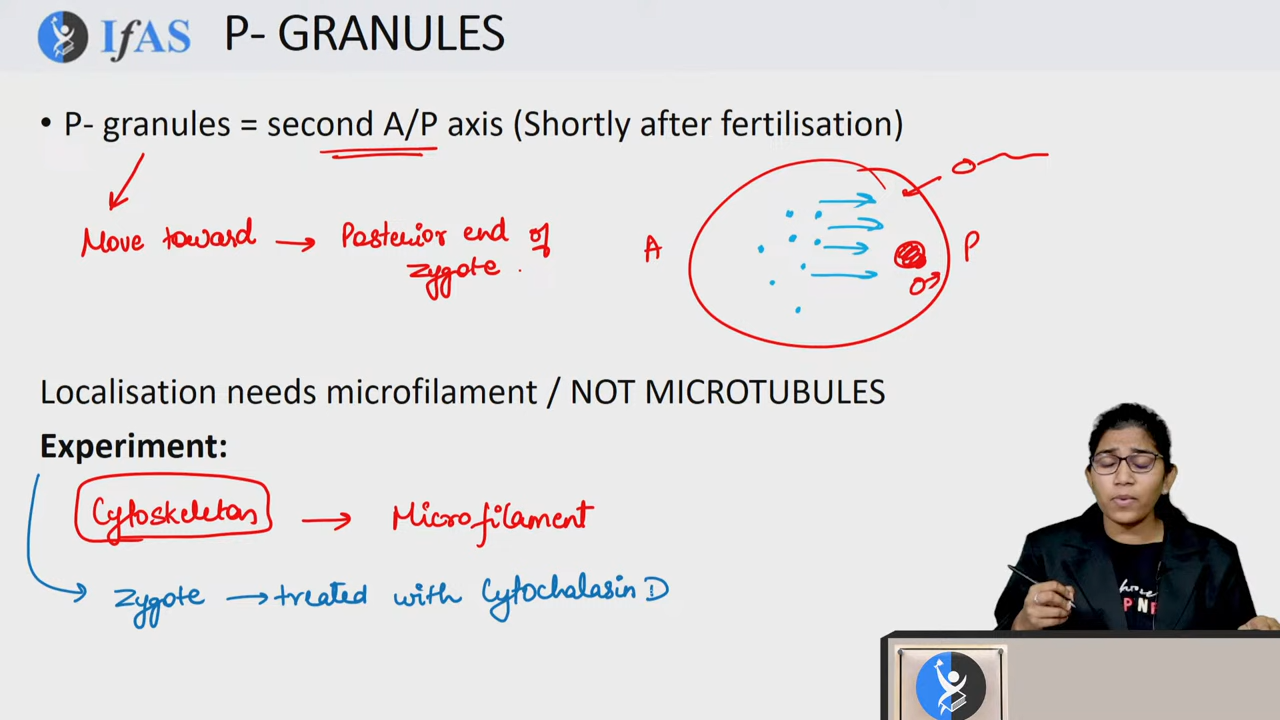 IfAS P- GRANULES
• P- granules = second A/P axis (Shortly after fertilisation)
Move toward → Posterior end of
zygote .
A
P
Localisation needs microfilament / NOT MICROTUBULES
Experiment:
Cytoskeletas → Microfilament
zygote → treated with Cytochalasin D